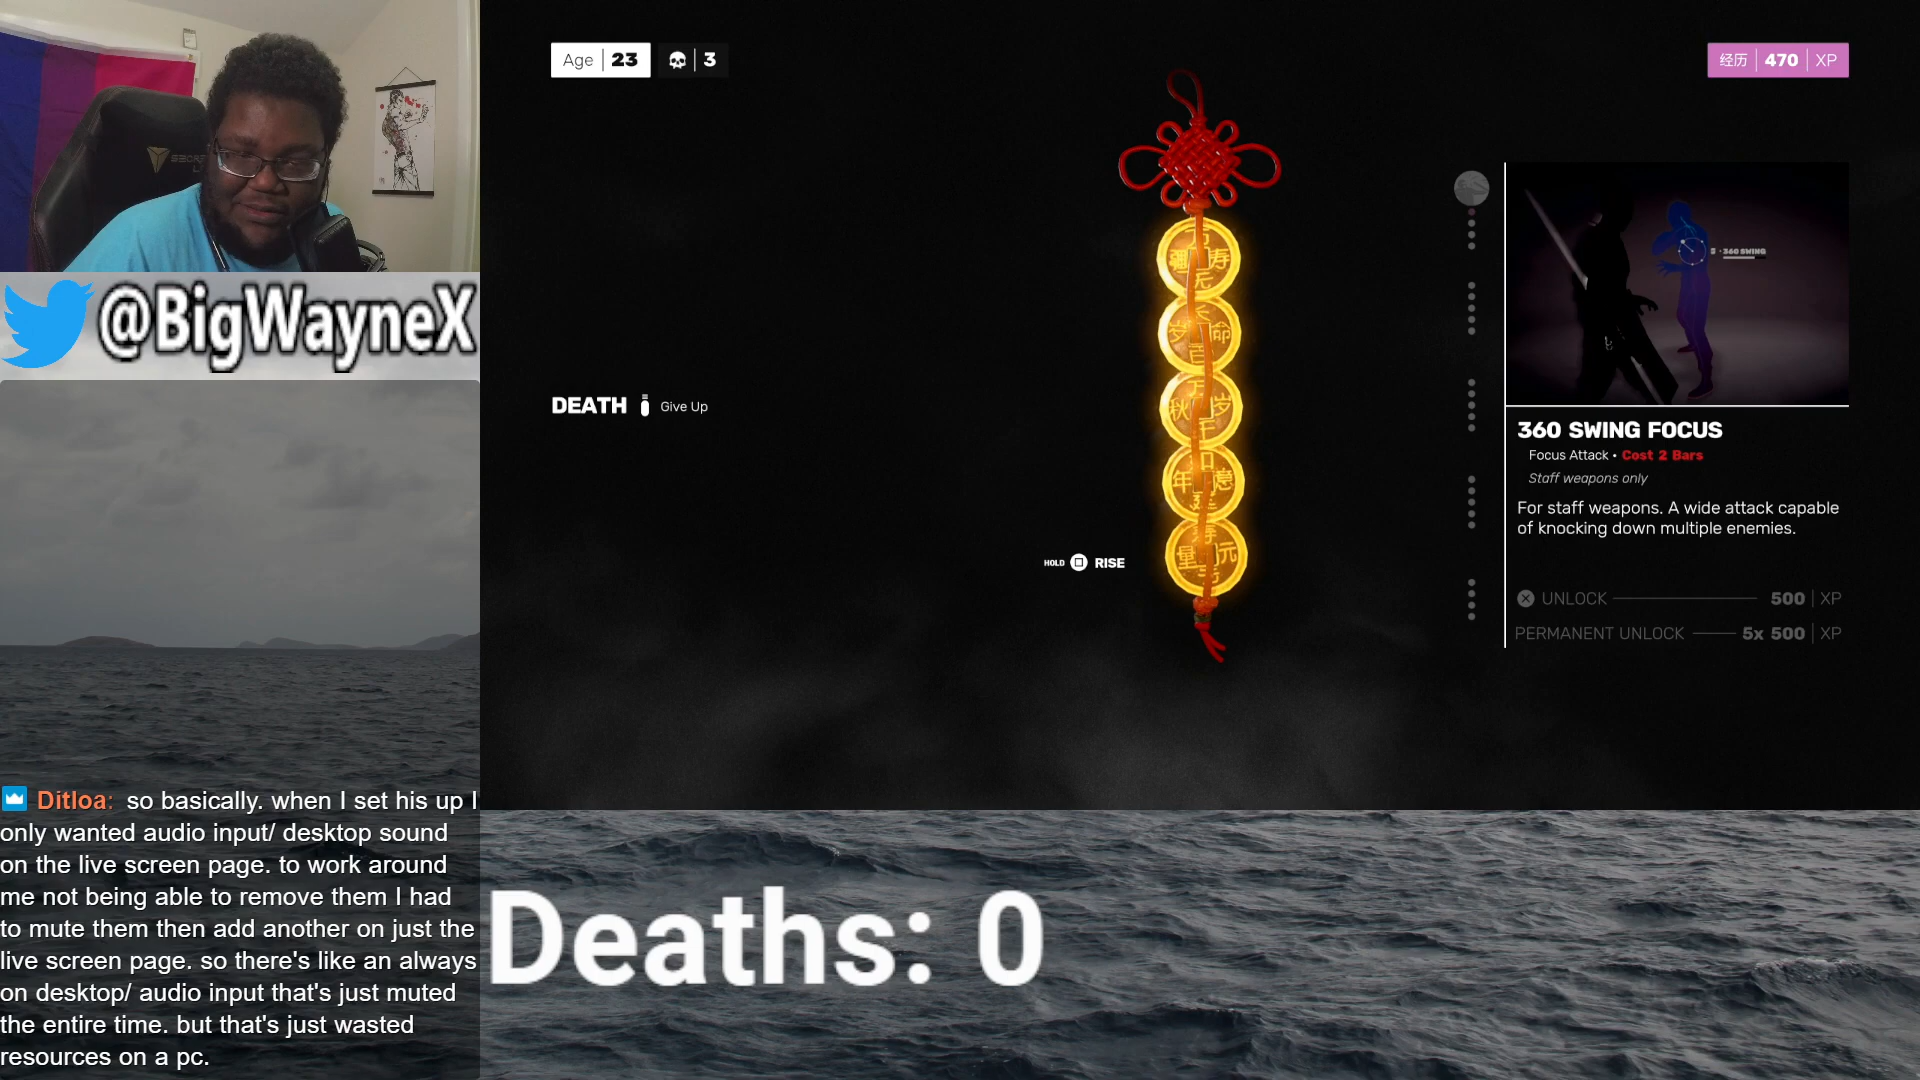 Age 23 3
经历 470 XP
@BigWayneX
DEATH Give Up
HOLD RISE
360 SWING
360 SWING FOCUS
Focus Attack • Cost 2 Bars
Staff weapons only
For staff weapons. A wide attack capable
of knocking down multiple enemies.
UNLOCK 500 XP
PERMANENT UNLOCK 5x 500 XP
Ditloa: so basically. when I set his up I
only wanted audio input/ desktop sound
on the live screen page. to work around
me not being able to remove them I had
to mute them then add another on just the
live screen page. so there's like an always
on desktop/ audio input that's just muted
the entire time. but that's just wasted
resources on a pc.
Deaths: 0